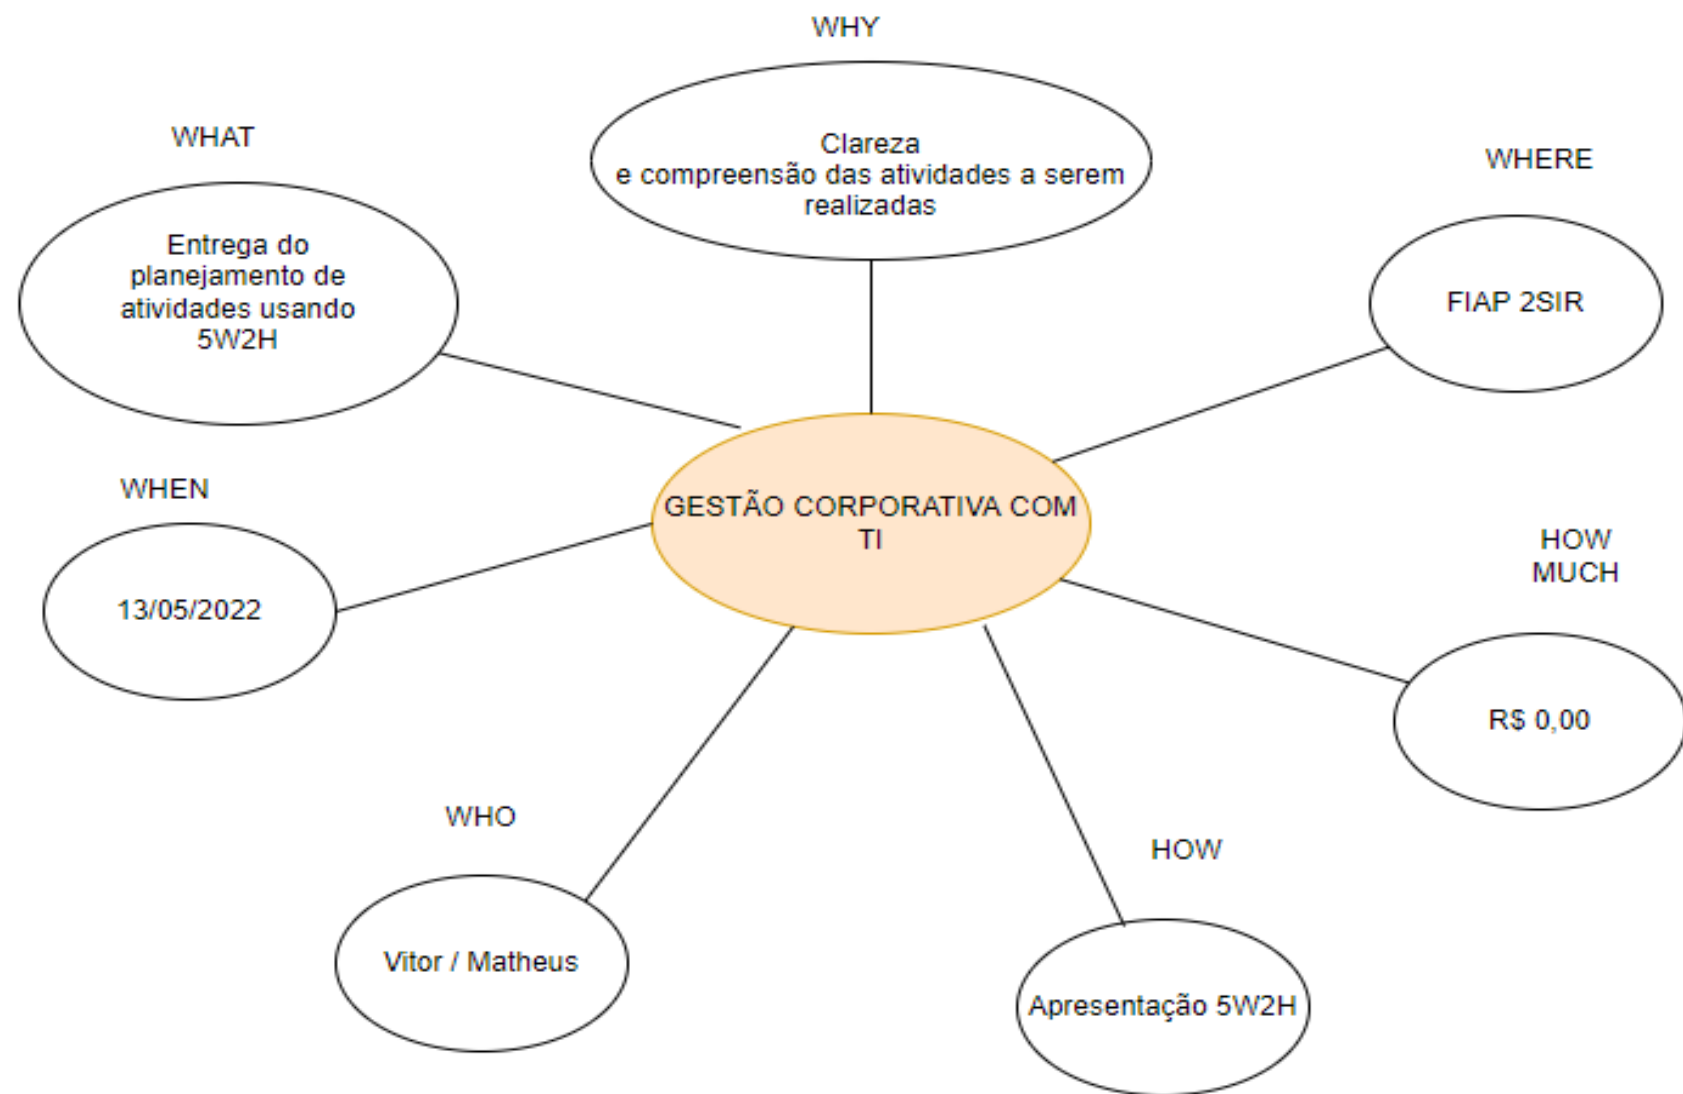 WHY
Clareza
e compreensão das atividades a serem
realizadas
WHAT
Entrega do
planejamento de
atividades usando
5W2H
WHERE
FIAP 2SIR
WHEN
13/05/2022
GESTÃO CORPORATIVA COM
TI
HOW
MUCH
R$ 0,00
WHO
Vitor / Matheus
HOW
Apresentação 5W2H